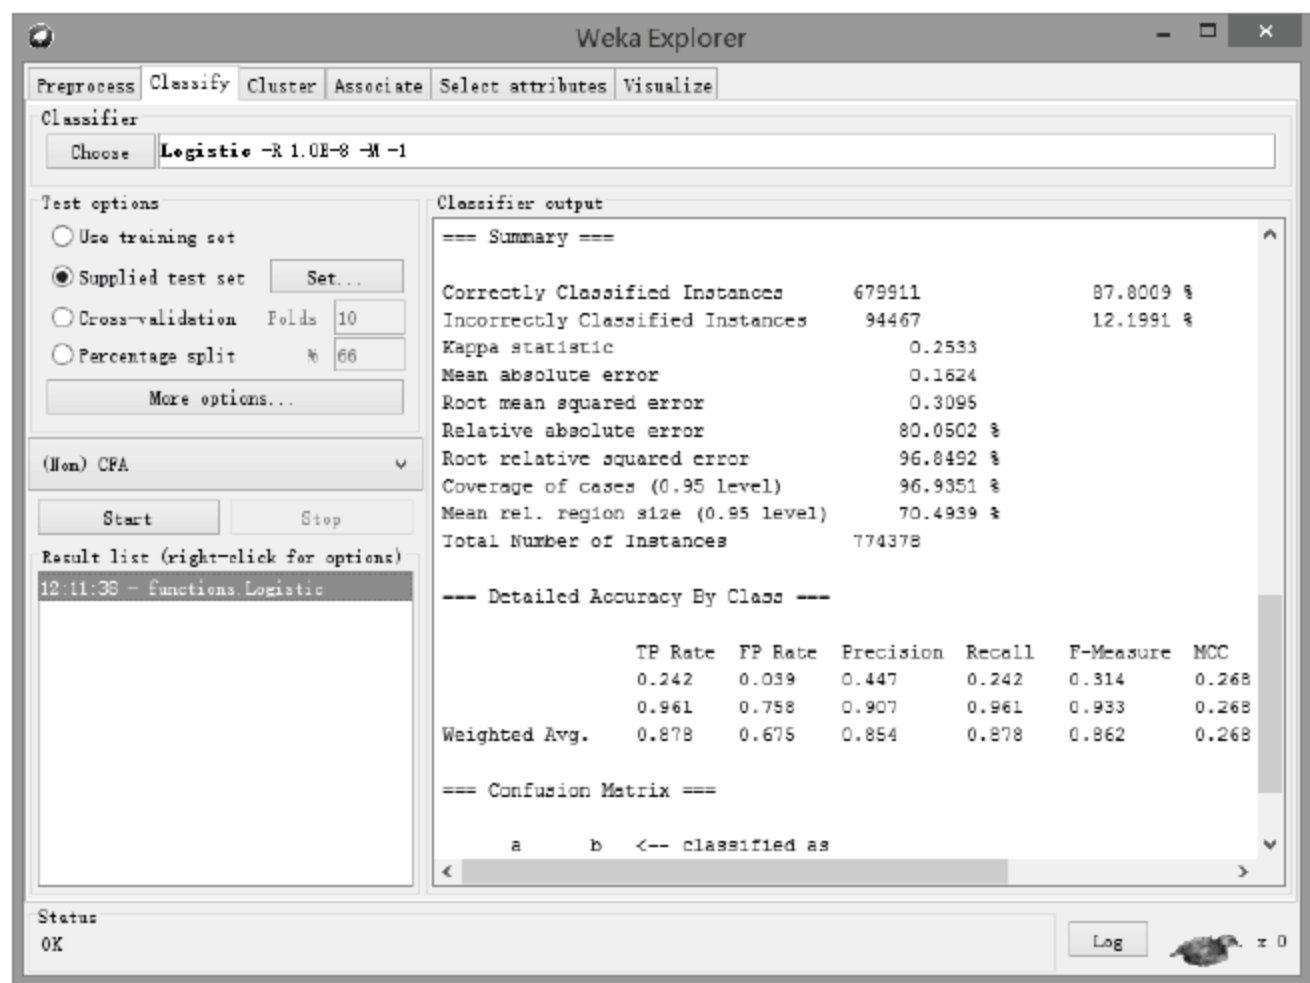 Weka Explorer
Preprocess Classify Cluster Associate Select attributes Visualize
Classifier
Choose Logistic -R 1.0E-8 -M -1
Test options
Use training set
Supplied test set Set...
Cross-validation Folds 10
Percentage split % 66
More options...
(Nom) CFA
Start Stop
Result list (right-click for options)
12:11:38 - functions.Logistic
Classifier output
=== Summary ===
Correctly Classified Instances 679911 87.8009 %
Incorrectly Classified Instances 94467 12.1991 %
Kappa statistic 0.2533
Mean absolute error 0.1624
Root mean squared error 0.3095
Relative absolute error 80.0502 %
Root relative squared error 96.8492 %
Coverage of cases (0.95 level) 96.9351 %
Mean rel. region size (0.95 level) 70.4939 %
Total Number of Instances 774378
=== Detailed Accuracy By Class ===
TP Rate FP Rate Precision Recall F-Measure MCC
0.242 0.039 0.447 0.242 0.314 0.268
0.961 0.758 0.907 0.961 0.933 0.268
Weighted Avg. 0.878 0.675 0.854 0.878 0.862 0.268
=== Confusion Matrix ===
a b <-- classified as
Status
OK
Log x 0